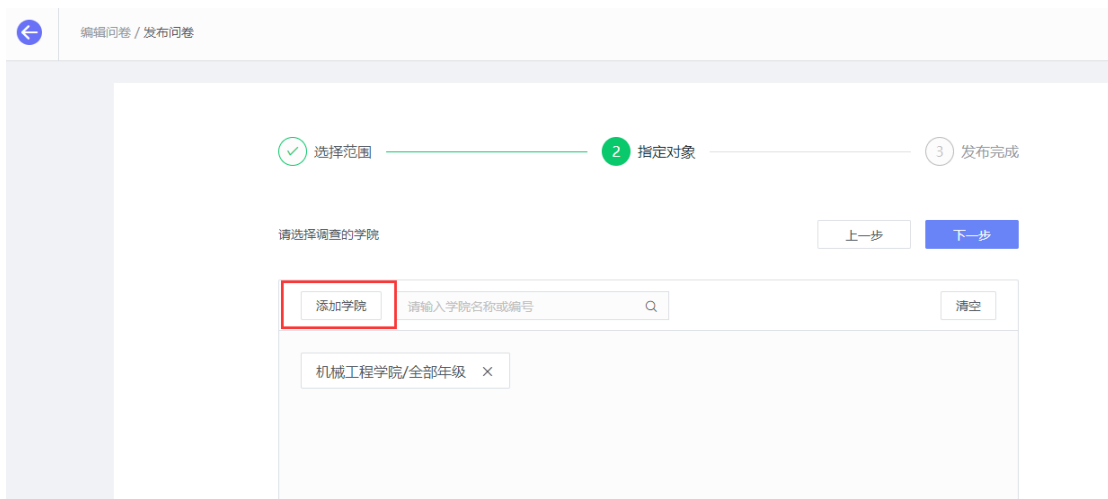 编辑问卷 / 发布问卷
选择范围 2 指定对象 3 发布完成
请选择调查的学院 上一步 下一步
添加学院 请输入学院名称或编号 清空
机械工程学院/全部年级 ×